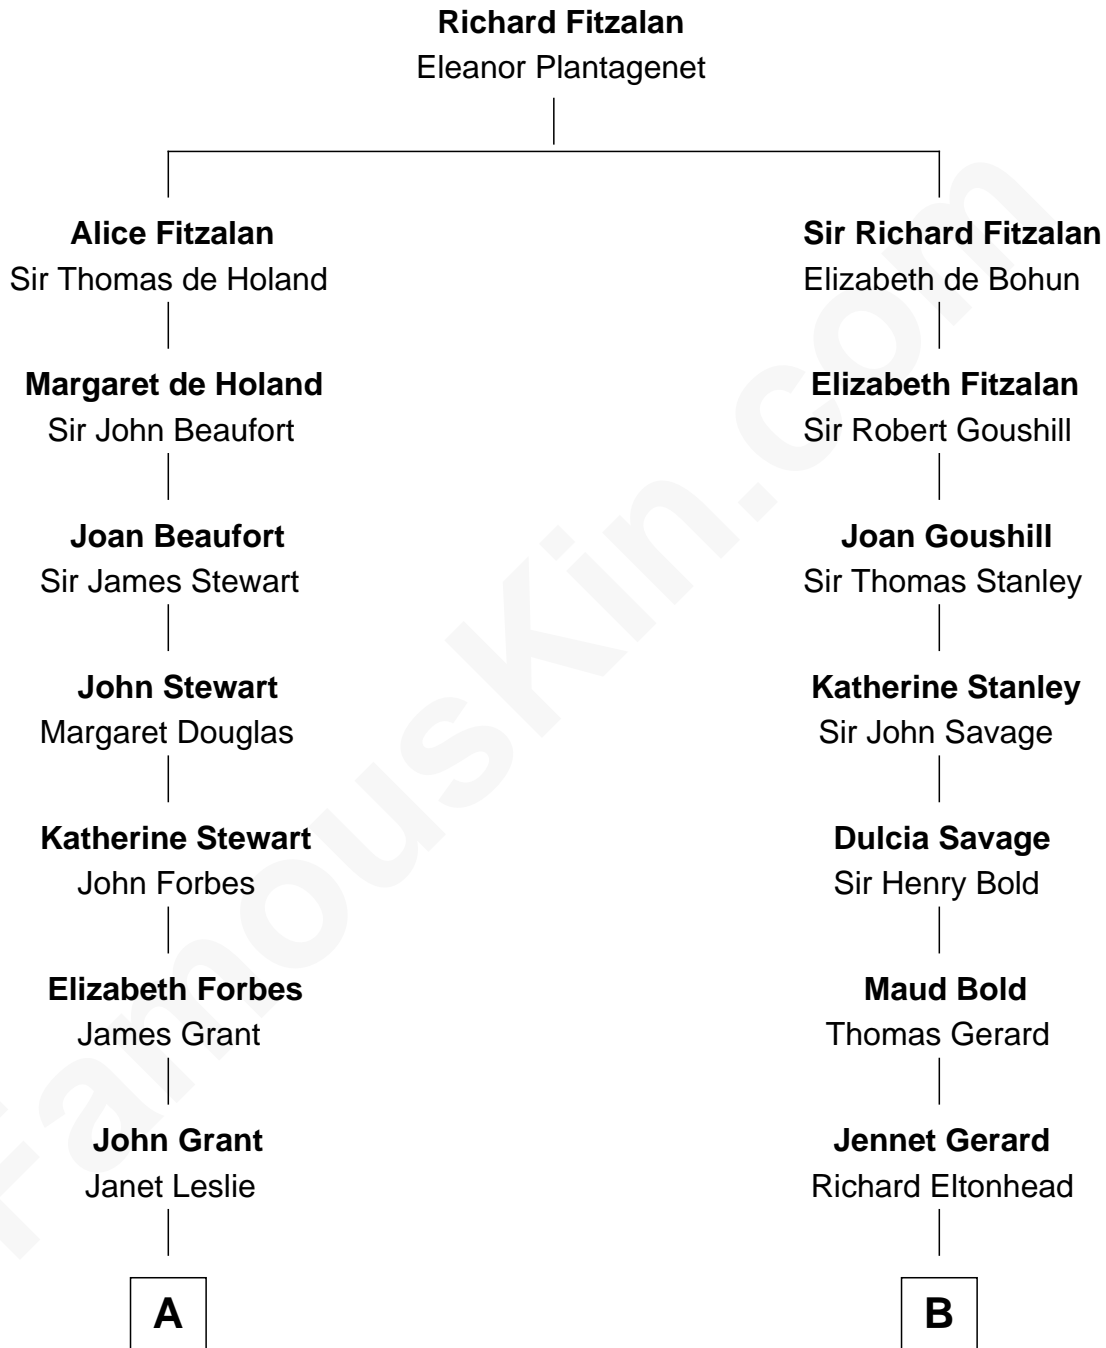 Richard Fitzalan
Eleanor Plantagenet
Alice Fitzalan
Sir Thomas de Holand
Margaret de Holand
Sir John Beaufort
Joan Beaufort
Sir James Stewart
John Stewart
Margaret Douglas
Katherine Stewart
John Forbes
Elizabeth Forbes
James Grant
John Grant
Janet Leslie
A
Sir Richard Fitzalan
Elizabeth de Bohun
Elizabeth Fitzalan
Sir Robert Goushill
Joan Goushill
Sir Thomas Stanley
Katherine Stanley
Sir John Savage
Dulcia Savage
Sir Henry Bold
Maud Bold
Thomas Gerard
Jennet Gerard
Richard Eltonhead
B
FamousKin.com